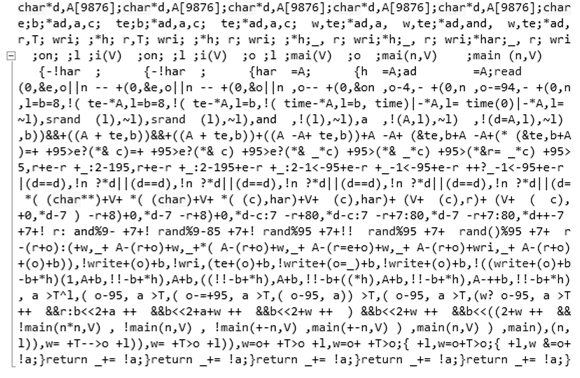 char*d,A[9876];char*d,A[9876];char*d,A[9876];char*d,A[9876];char
e;b;*ad,a,c;  te;b;*ad,a,c;  te;*ad,a,c;  w,te;*ad,a,  w,te;*ad,and,  w,te;*ad,
r,T;  wri;  ;*h;  r,T;  wri;  ;*h;  r;  wri;  ;*h;_,  r;  wri;*h;_,  r;  wri;*har;_,  r;  wri
;on;  ;l  ;i(V)  ;on;  ;l  ;i(V)  ;o  ;l  ;mai(V)  ;o  ;mai(n,V)  ;main  (n,V)
{-!har  ;  {-!har  ;  {har  =A;  {h  =A;ad  =A;read
(0,&e,o||n  --  +(0,&e,o||n  --  +(0,&o||n  ,o--  +(0,&on  ,o-4,-  +(0,n  ,o-=94,-  +(0,n
,l=b=8,!(  te-*A,l=b=8,!(  te-*A,l=b,!(  time-*A,l=b,  time)|-*A,l=  time(0)|-*A,l=
~l),srand  (l),~l),srand  (l),~l),and  ,!(l),~l),a  ,!(A,l),~l)  ,!(d=A,l),~l)
,b))&&+((A  +  te,b))&&+((A  +  te,b))+((A  -A+  te,b))+A  -A+  (&te,b+A  -A+(*  (&te,b+A
)=+  +95>e?(*&  c)=+  +95>e?(*&  c)  +95>e?(*&  _*c)  +95>(*&  _*c)  +95>(*&r=  _*c)  +95>
5,r+e-r  +_:2-195,r+e-r  +_:2-195+e-r  +_:2-1<-95+e-r  +_-1<-95+e-r  ++?_-1<-95+e-r
|(d==d),!n  ?*d||(d==d),!n  ?*d||(d==d),!n  ?*d||(d==d),!n  ?*d||(d==d),!n  ?*d||(d=
*(  (char**)+V+  *(  (char)+V+  *(  (c),har)+V+  (c),har)+  (V+  (c),r)+  (V+  (  c),
+0,*d-7  )  -r+8)+0,*d-7  -r+8)+0,*d-c:7  -r+80,*d-c:7  -r+7:80,*d-7  -r+7:80,*d++-7
+7+!  r:  and%9-  +7+!  rand%9-85  +7+!  rand%95  +7+!!  rand%95  +7+  rand()%95  +7+  r
-(r+o):(+w,_+  A-(r+o)+w,_+*(  A-(r+o)+w,_+  A-(r=e+o)+w,_+  A-(r+o)+wri,_+  A-(r+o)
+(o)+b)),!write+(o)+b,!wri,(te+(o)+b,!write+(o=_)+b,!write+(o)+b,!((write+(o)+b
-b+*h)(1,A+b,!!-b+*h),A+b,((!!-b+*h),A+b,!!-b+((*h),A+b,!!-b+*h),A-++b,!!-b+*h)
,  a  >T^l,(  o-95,  a  >T,(  o-=+95,  a  >T,(  o-95,  a))  >T,(  o-95,  a  >T,(w?  o-95,  a  >T
++  &&r:b<<2+a  ++  &&b<<2+a+w  ++  )  &&b<<2+w  ++  &&b<<2+w  ++  &&b<<((2+w  ++  &&
!main(n*n,V)  ,  !main(n,V)  ,  !main(+-n,V)  ,main(+-n,V)  )  ,main(n,V)  )  ,main),(n,
l)),w=  +T-->o  +l)),w=  +T>o  +l)),w=o+  +T>o  +l,w=o+  +T>o;{  +l,w=o+T>o;{  +l,w  &=o+
!a;}return  _+=  !a;}return  _+=  !a;}return  _+=  !a;}return  _+=  !a;}return  _+=  !a;}